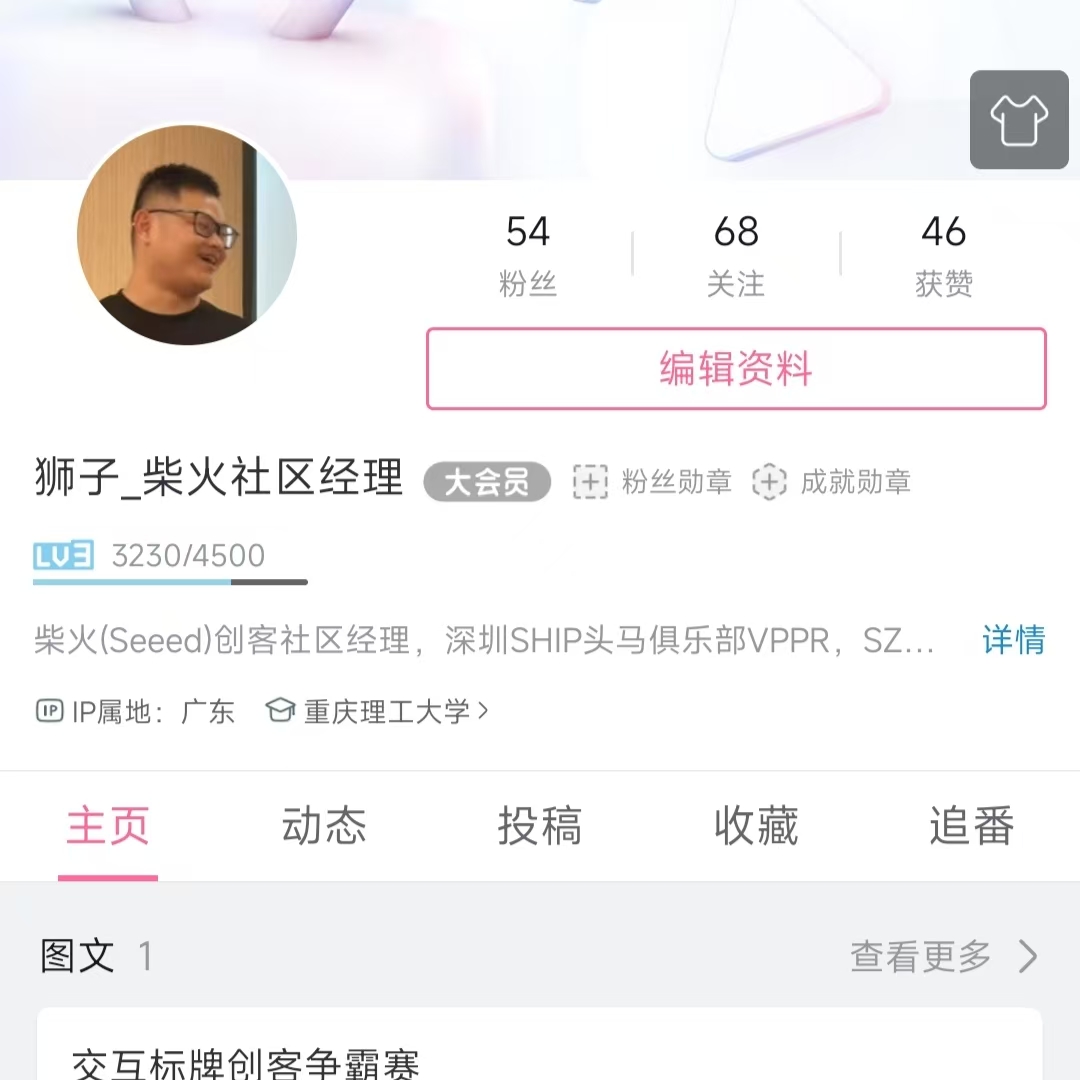 54 68 46
粉丝 关注 获赞
编辑资料
狮子_柴火社区经理 大会员 粉丝勋章 成就勋章
LV3 3230/4500
柴火(Seeed)创客社区经理，深圳SHIP头马俱乐部VPPR，SZ... 详情
IP IP属地：广东 重庆理工大学
主页 动态 投稿 收藏 追番
图文 1 查看更多
交互标牌创客争霸赛